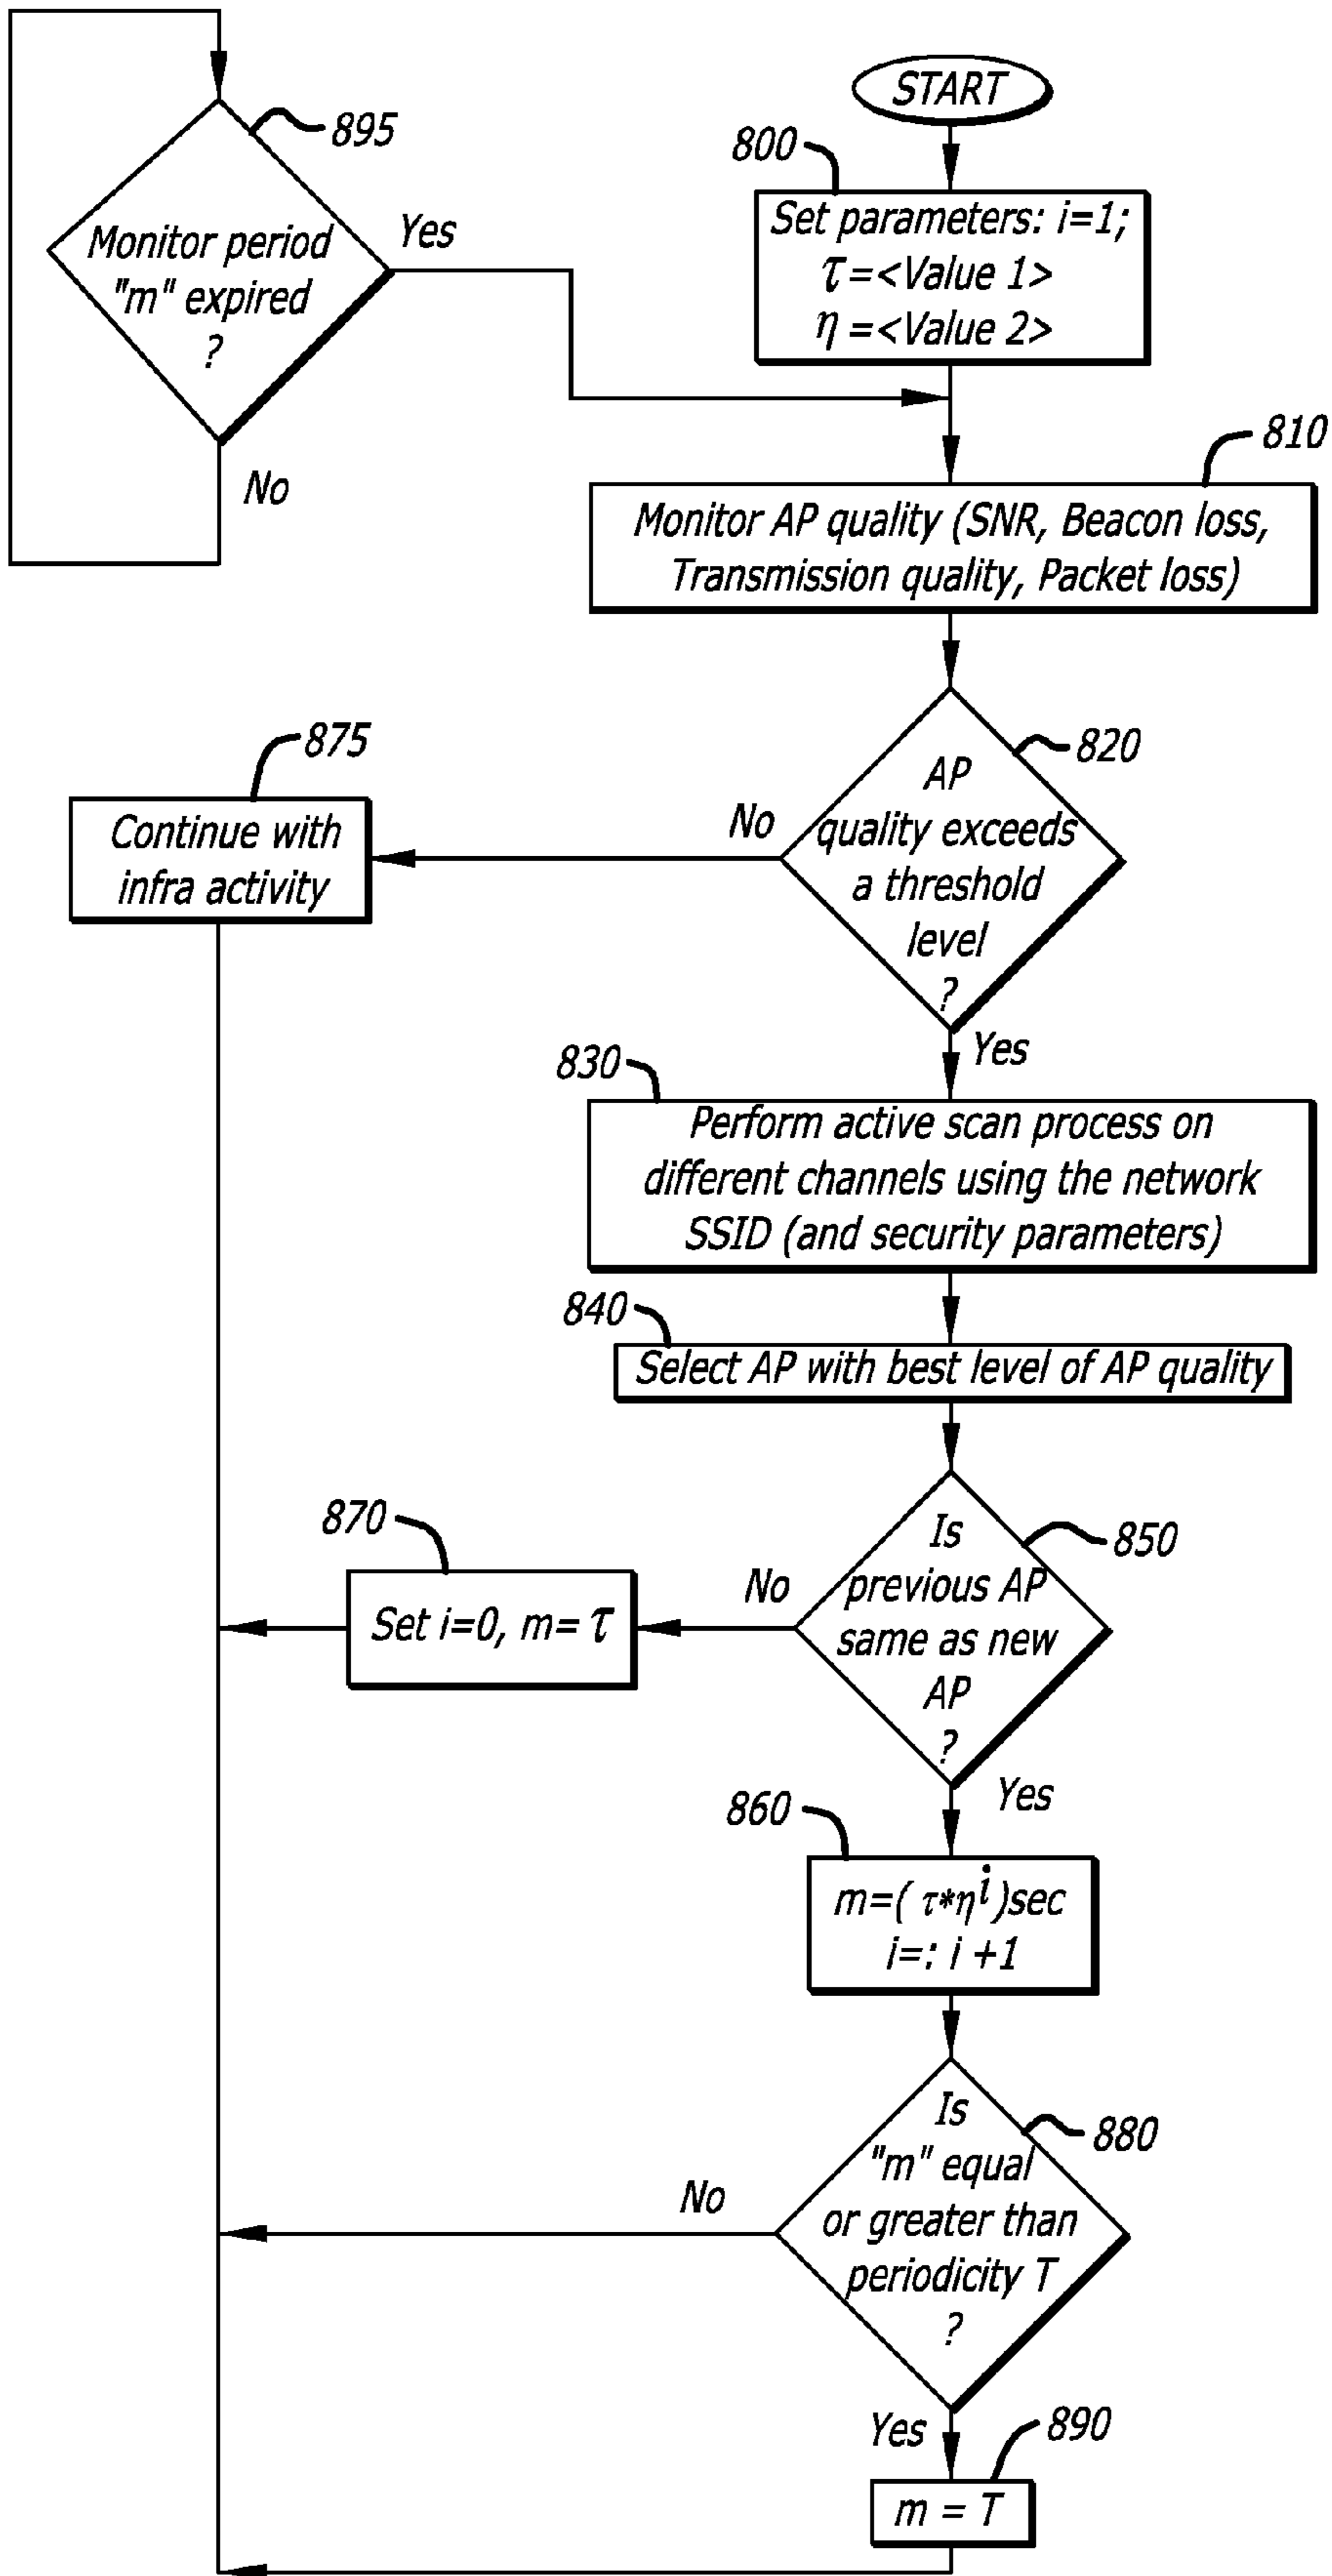 START
800
Set parameters: i=1;
τ=<Value 1>
η=<Value 2>
895
Monitor period
"m" expired
?
Yes
No
810
Monitor AP quality (SNR, Beacon loss,
Transmission quality, Packet loss)
820
AP
quality exceeds
a threshold
level
?
No
Yes
875
Continue with
infra activity
830
Perform active scan process on
different channels using the network
SSID (and security parameters)
840
Select AP with best level of AP quality
850
Is
previous AP
same as new
AP
?
No
Yes
870
Set i=0, m= τ
860
m=( τ*ηⁱ)sec
i=: i +1
880
Is
"m" equal
or greater than
periodicity T
?
No
Yes
890
m = T